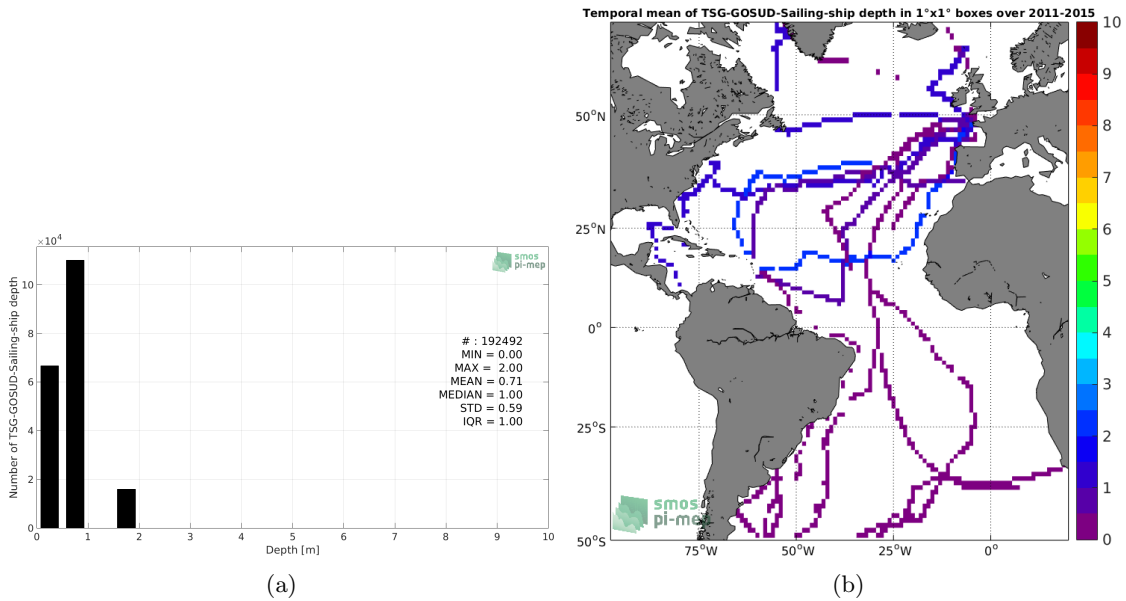 ×10⁴
10
8
6
4
2
0
Number of TSG-GOSUD-Sailing-ship depth
smos
pi-mep
# : 192492
MIN = 0.00
MAX = 2.00
MEAN = 0.71
MEDIAN = 1.00
STD = 0.59
IQR = 1.00
0 1 2 3 4 5 6 7 8 9 10
Depth [m]
(a)
Temporal mean of TSG-GOSUD-Sailing-ship depth in 1°x1° boxes over 2011-2015
50°N
25°N
0°
25°S
50°S
smos
pi-mep
75°W 50°W 25°W 0°
10
9
8
7
6
5
4
3
2
1
0
(b)